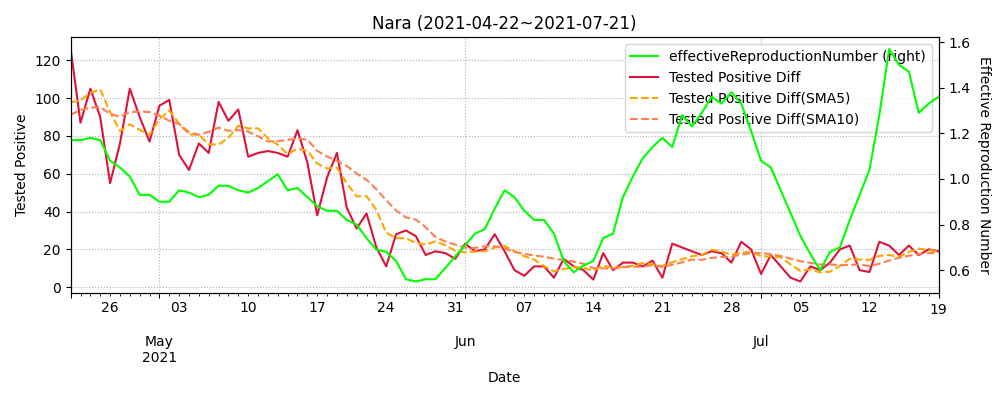 Nara (2021-04-22~2021-07-21)
effectiveReproductionNumber (right)
Tested Positive Diff
Tested Positive Diff(SMA5)
Tested Positive Diff(SMA10)
Tested Positive
120
100
80
60
40
20
0
1.6
1.4
1.2
1.0
0.8
0.6
Effective Reproduction Number
26 03 10 17 24 31 07 14 21 28 05 12 19
May Jun Jul
2021
Date